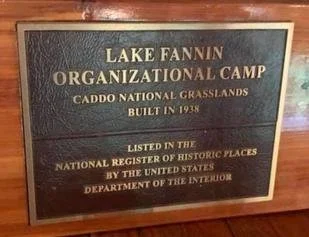 LAKE FANNIN
ORGANIZATIONAL CAMP
CADDO NATIONAL GRASSLANDS
BUILT IN 1938
LISTED IN THE
NATIONAL REGISTER OF HISTORIC PLACES
BY THE UNITED STATES
DEPARTMENT OF THE INTERIOR